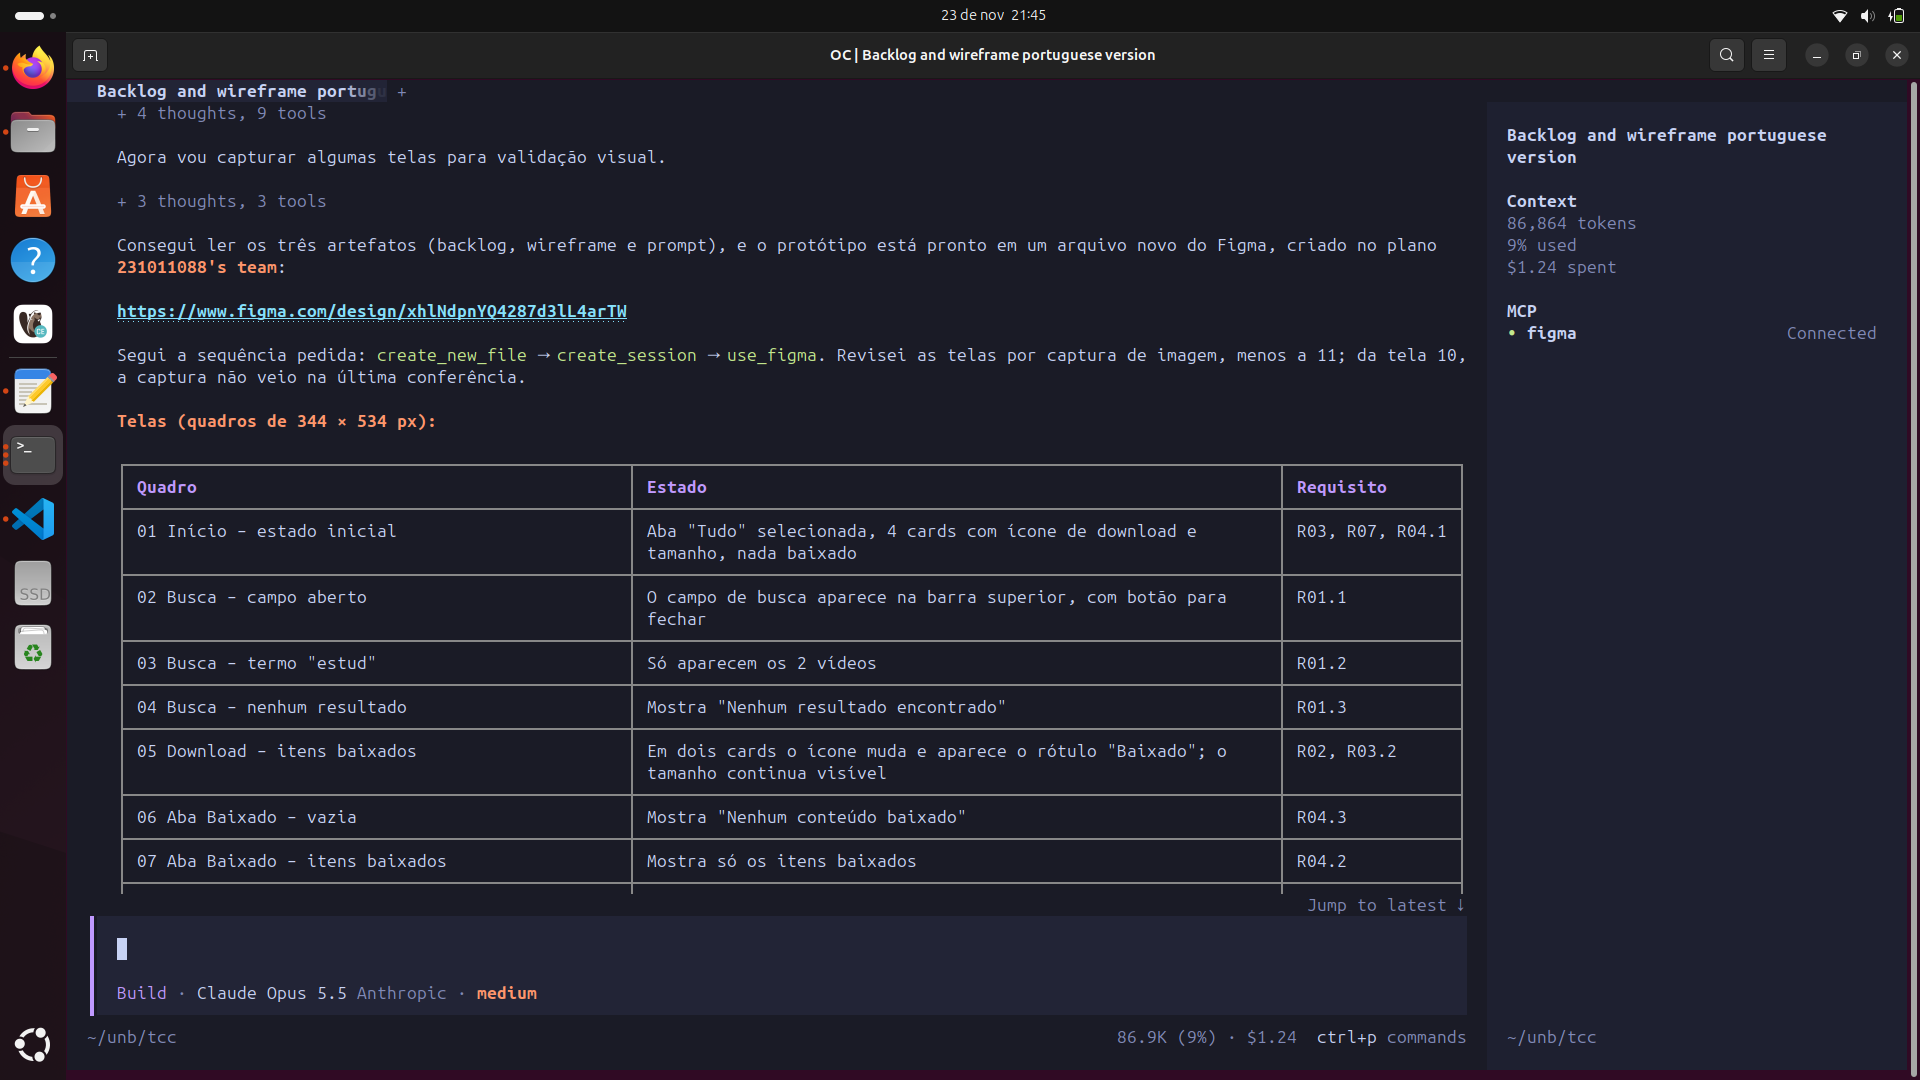 23 de nov 21:45
OC | Backlog and wireframe portuguese version
Backlog and wireframe portugu +
+ 4 thoughts, 9 tools
Agora vou capturar algumas telas para validação visual.
+ 3 thoughts, 3 tools
Consegui ler os três artefatos (backlog, wireframe e prompt), e o protótipo está pronto em um arquivo novo do Figma, criado no plano
231011088's team:
https://www.figma.com/design/xhlNdpnYQ4287d3lL4arTW
Segui a sequência pedida: create_new_file → create_session → use_figma. Revisei as telas por captura de imagem, menos a 11; da tela 10,
a captura não veio na última conferência.
Telas (quadros de 344 × 534 px):
Quadro Estado Requisito
01 Início – estado inicial Aba "Tudo" selecionada, 4 cards com ícone de download e R03, R07, R04.1
tamanho, nada baixado
02 Busca – campo aberto O campo de busca aparece na barra superior, com botão para R01.1
fechar
03 Busca – termo "estud" Só aparecem os 2 vídeos R01.2
04 Busca – nenhum resultado Mostra "Nenhum resultado encontrado" R01.3
05 Download – itens baixados Em dois cards o ícone muda e aparece o rótulo "Baixado"; o R02, R03.2
tamanho continua visível
06 Aba Baixado – vazia Mostra "Nenhum conteúdo baixado" R04.3
07 Aba Baixado – itens baixados Mostra só os itens baixados R04.2
Jump to latest ↓
Build · Claude Opus 5.5 Anthropic · medium
~/unb/tcc 86.9K (9%) · $1.24 ctrl+p commands
Backlog and wireframe portuguese
version
Context
86,864 tokens
9% used
$1.24 spent
MCP
• figma Connected
~/unb/tcc
SSD